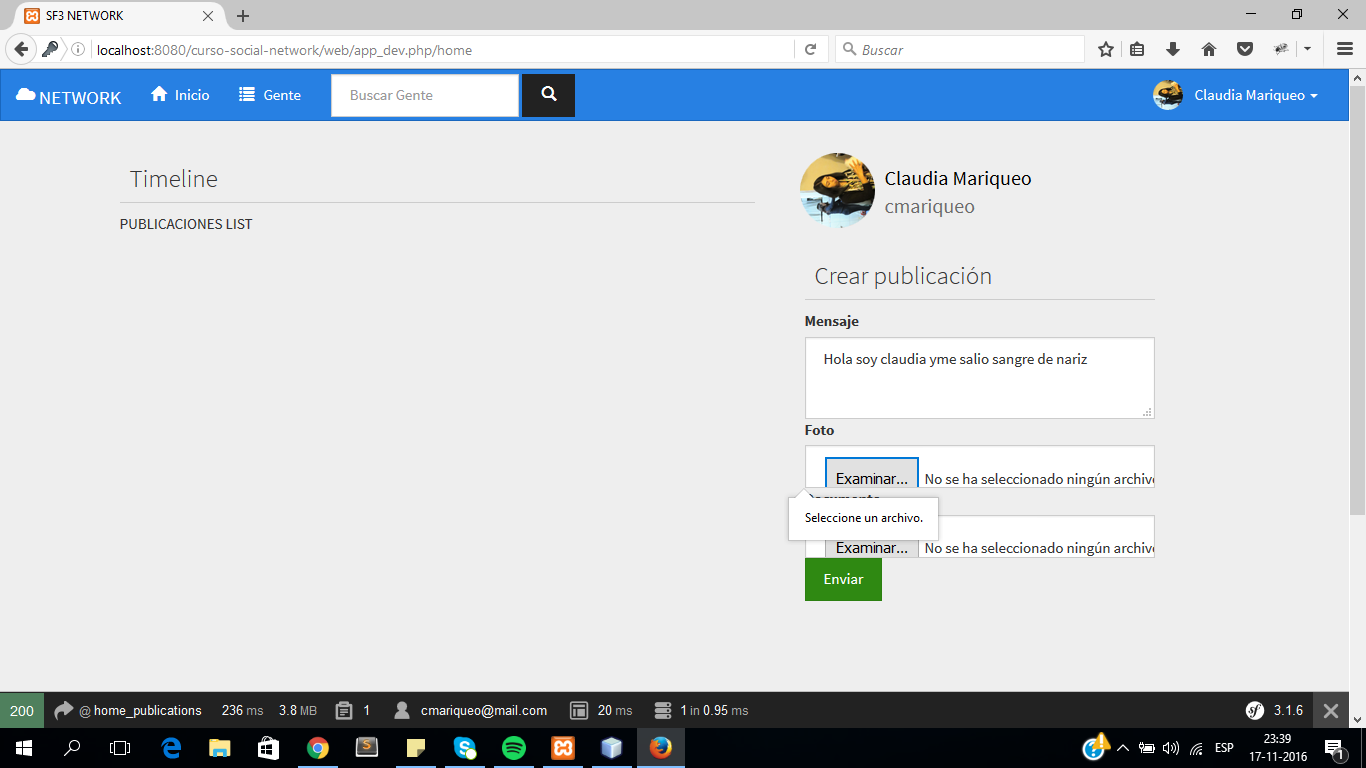 SF3 NETWORK
localhost:8080/curso-social-network/web/app_dev.php/home
Buscar
NETWORK
Inicio
Gente
Buscar Gente
Claudia Mariqueo
Timeline
PUBLICACIONES LIST
Claudia Mariqueo
cmariqueo
Crear publicación
Mensaje
Hola soy claudia yme salio sangre de nariz
Foto
Examinar... No se ha seleccionado ningún archivo
Seleccione un archivo.
Examinar... No se ha seleccionado ningún archivo
Enviar
200 @ home_publications 236 ms 3.8 MB 1 cmariqueo@mail.com 20 ms 1 in 0.95 ms sf 3.1.6
ESP
23:39
17-11-2016
1